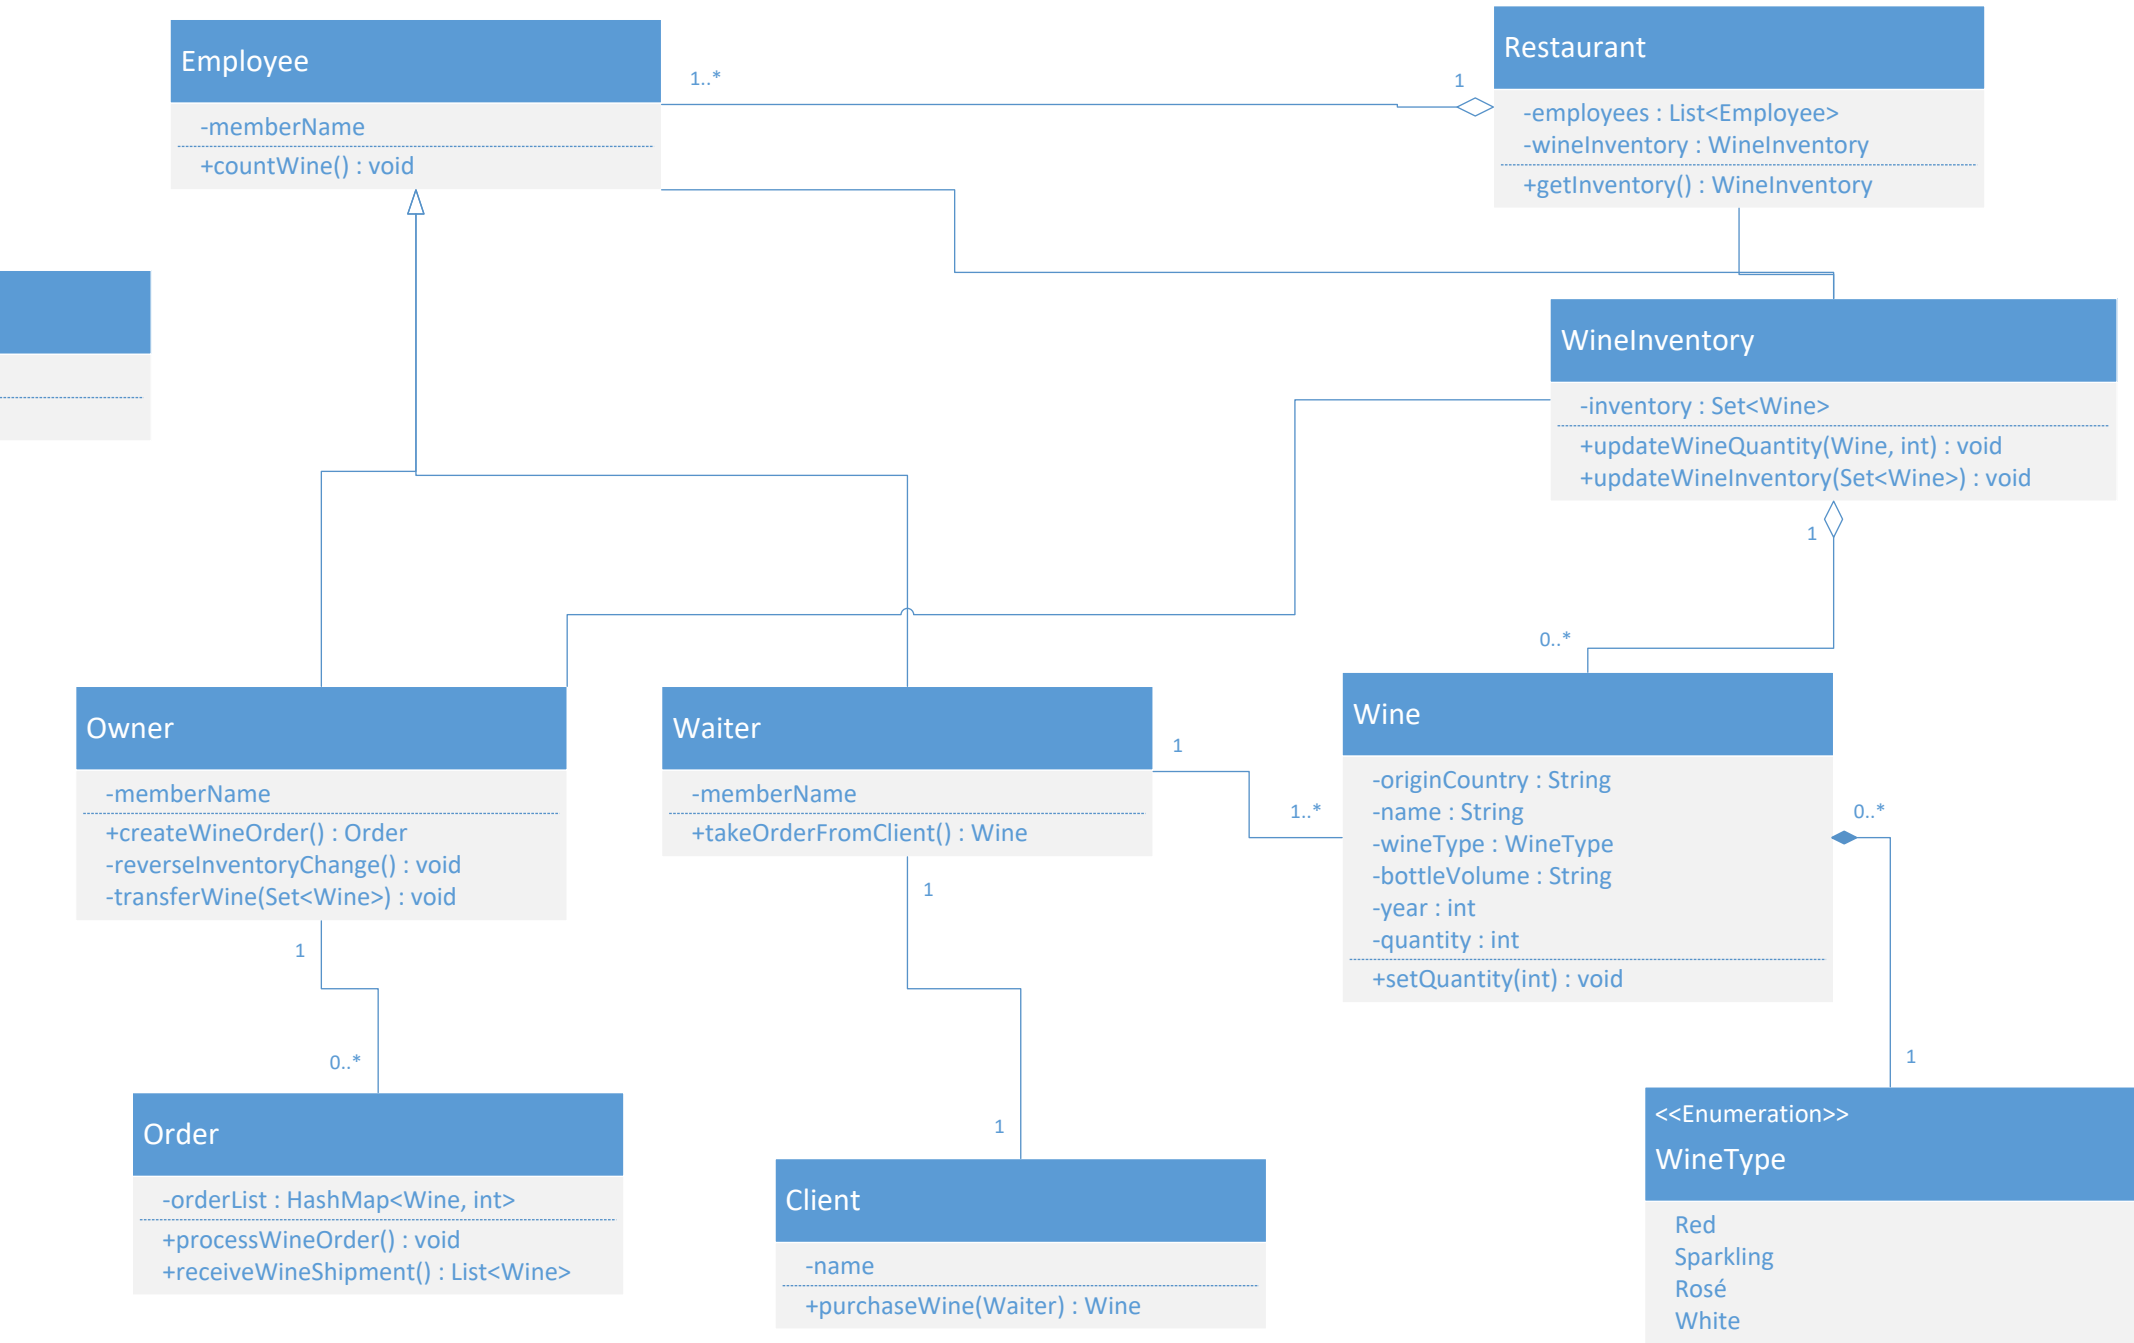 Employee
-memberName
+countWine() : void
1..*
1
Restaurant
-employees : List<Employee>
-wineInventory : WineInventory
+getInventory() : WineInventory
WineInventory
-inventory : Set<Wine>
+updateWineQuantity(Wine, int) : void
+updateWineInventory(Set<Wine>) : void
1
0..*
Owner
-memberName
+createWineOrder() : Order
-reverseInventoryChange() : void
-transferWine(Set<Wine>) : void
1
0..*
Waiter
-memberName
+takeOrderFromClient() : Wine
1
1..*
1
1
Wine
-originCountry : String
-name : String
-wineType : WineType
-bottleVolume : String
-year : int
-quantity : int
+setQuantity(int) : void
0..*
1
Order
-orderList : HashMap<Wine, int>
+processWineOrder() : void
+receiveWineShipment() : List<Wine>
Client
-name
+purchaseWine(Waiter) : Wine
<<Enumeration>>
WineType
Red
Sparkling
Rosé
White